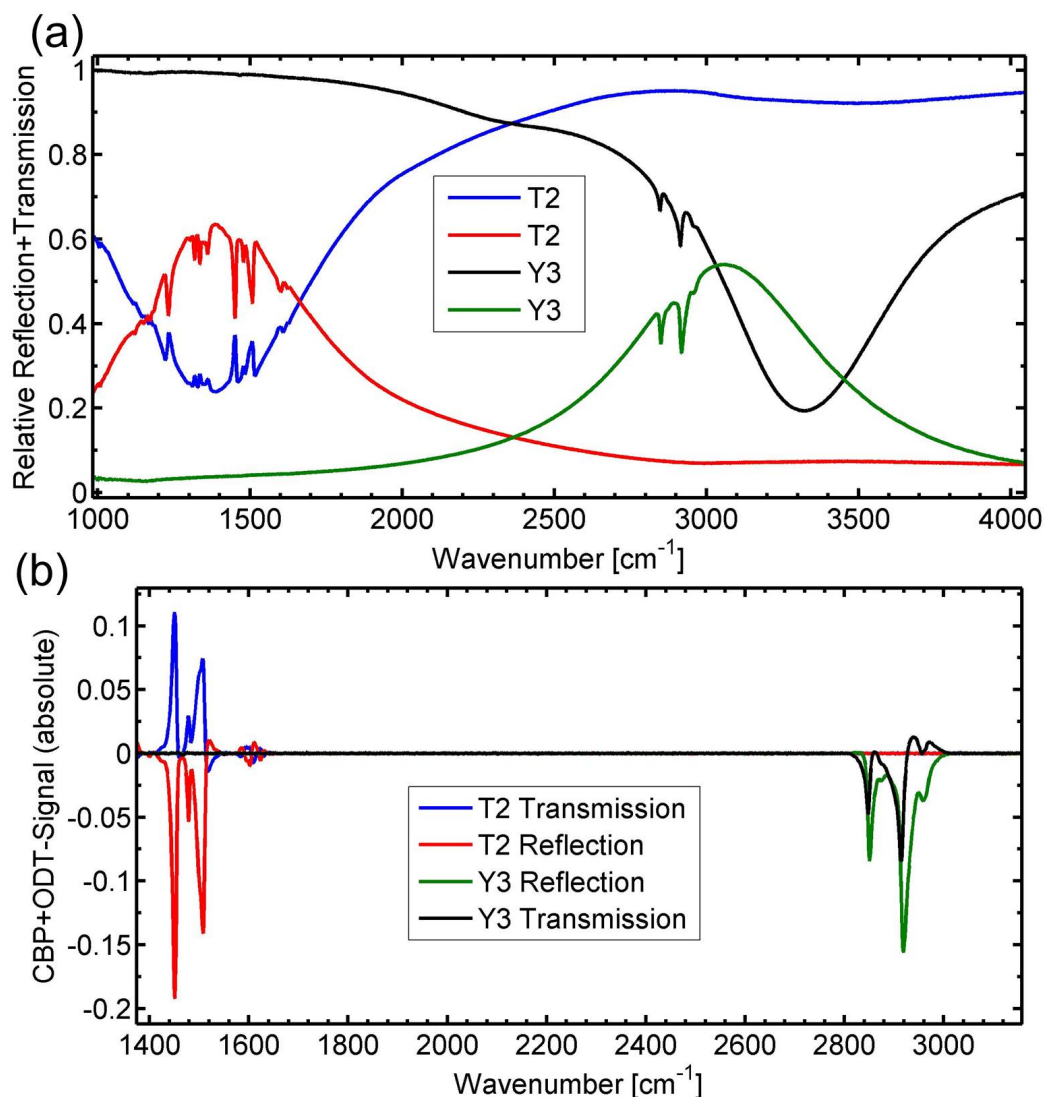 (a)
Relative Reflection+Transmission
1
0.8
0.6
0.4
0.2
0
T2
T2
Y3
Y3
1000 1500 2000 2500 3000 3500 4000
Wavenumber [cm⁻¹]
(b)
CBP+ODT-Signal (absolute)
0.1
0.05
0
-0.05
-0.1
-0.15
-0.2
T2 Transmission
T2 Reflection
Y3 Reflection
Y3 Transmission
1400 1600 1800 2000 2200 2400 2600 2800 3000
Wavenumber [cm⁻¹]